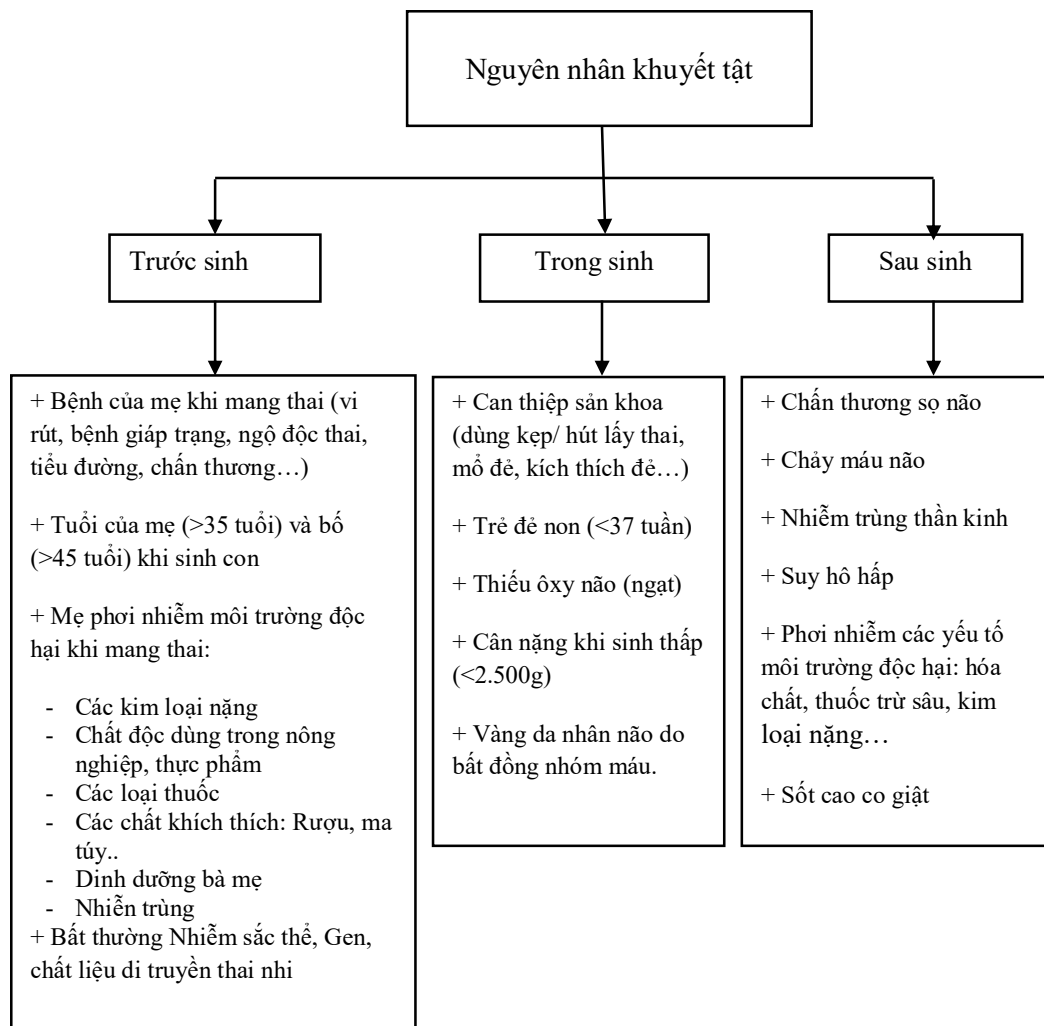 Nguyên nhân khuyết tật
Trước sinh
Trong sinh
Sau sinh
+ Bệnh của mẹ khi mang thai (vi
rút, bệnh giáp trạng, ngộ độc thai,
tiểu đường, chấn thương…)
+ Tuổi của mẹ (>35 tuổi) và bố
(>45 tuổi) khi sinh con
+ Mẹ phơi nhiễm môi trường độc
hại khi mang thai:
- Các kim loại nặng
- Chất độc dùng trong nông
nghiệp, thực phẩm
- Các loại thuốc
- Các chất khích thích: Rượu, ma
túy..
- Dinh dưỡng bà mẹ
- Nhiễn trùng
+ Bất thường Nhiễm sắc thể, Gen,
chất liệu di truyền thai nhi
+ Can thiệp sản khoa
(dùng kẹp/ hút lấy thai,
mổ đẻ, kích thích đẻ…)
+ Trẻ đẻ non (<37 tuần)
+ Thiếu ôxy não (ngạt)
+ Cân nặng khi sinh thấp
(<2.500g)
+ Vàng da nhân não do
bất đồng nhóm máu.
+ Chấn thương sọ não
+ Chảy máu não
+ Nhiễm trùng thần kinh
+ Suy hô hấp
+ Phơi nhiễm các yếu tố
môi trường độc hại: hóa
chất, thuốc trừ sâu, kim
loại nặng…
+ Sốt cao co giật